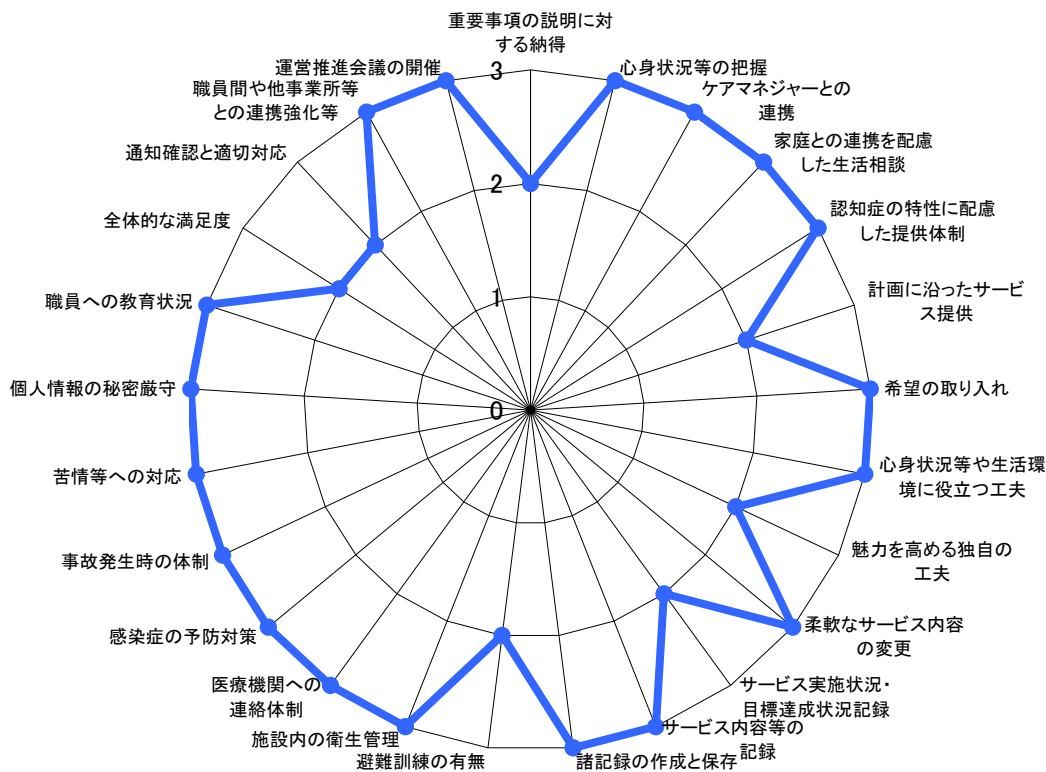 重要事項の説明に対
する納得
心身状況等の把握
ケアマネジャーとの
連携
家庭との連携を配慮
した生活相談
認知症の特性に配慮
した提供体制
計画に沿ったサービ
ス提供
希望の取り入れ
心身状況等や生活環
境に役立つ工夫
魅力を高める独自の
工夫
柔軟なサービス内容
の変更
サービス実施状況・
目標達成状況記録
サービス内容等の
記録
諸記録の作成と保存
避難訓練の有無
施設内の衛生管理
医療機関への
連絡体制
感染症の予防対策
事故発生時の体制
苦情等への対応
個人情報の秘密厳守
職員への教育状況
全体的な満足度
通知確認と適切対応
職員間や他事業所等
との連携強化等
運営推進会議の開催
3
2
1
0